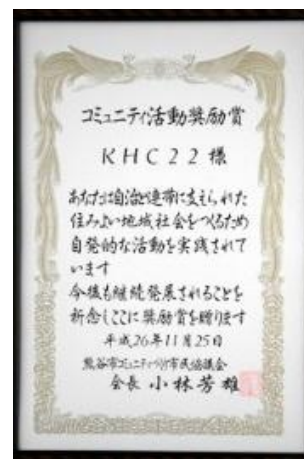 コミュニティ活動奨励賞
KHC22 様
あなたは自治と連帯に支えられた
住みよい地域社会をつくるため
自発的な活動を実践されて
います
今後も継続発展されることを
祈念しここに奨励賞を贈ります
平成26年11月25日
熊谷市コミュニティづくり市民協議会
会長 小林芳雄